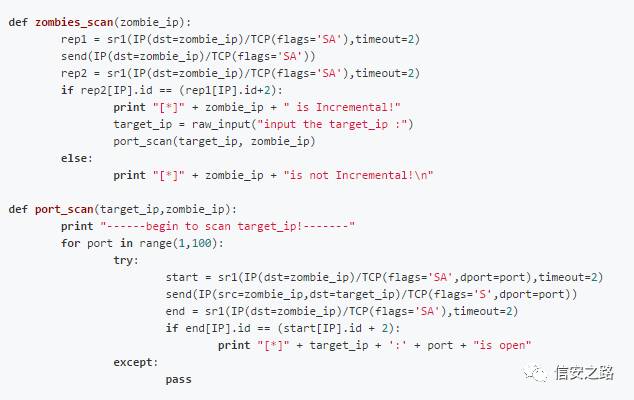 def zombies_scan(zombie_ip):
        rep1 = sr1(IP(dst=zombie_ip)/TCP(flags='SA'),timeout=2)
        send(IP(dst=zombie_ip)/TCP(flags='SA'))
        rep2 = sr1(IP(dst=zombie_ip)/TCP(flags='SA'),timeout=2)
        if rep2[IP].id == (rep1[IP].id+2):
                print "[*]" + zombie_ip + " is Incremental!"
                target_ip = raw_input("input the target_ip :")
                port_scan(target_ip, zombie_ip)
        else:
                print "[*]" + zombie_ip + "is not Incremental!\n"

def port_scan(target_ip,zombie_ip):
        print "------begin to scan target_ip!-------"
        for port in range(1,100):
                try:
                        start = sr1(IP(dst=zombie_ip)/TCP(flags='SA',dport=port),timeout=2)
                        send(IP(src=zombie_ip,dst=target_ip)/TCP(flags='S',dport=port))
                        end = sr1(IP(dst=zombie_ip)/TCP(flags='SA'),timeout=2)
                        if end[IP].id == (start[IP].id + 2):
                                print "[*]" + target_ip + ':' + port + "is open"
                except:
                        pass
信安之路